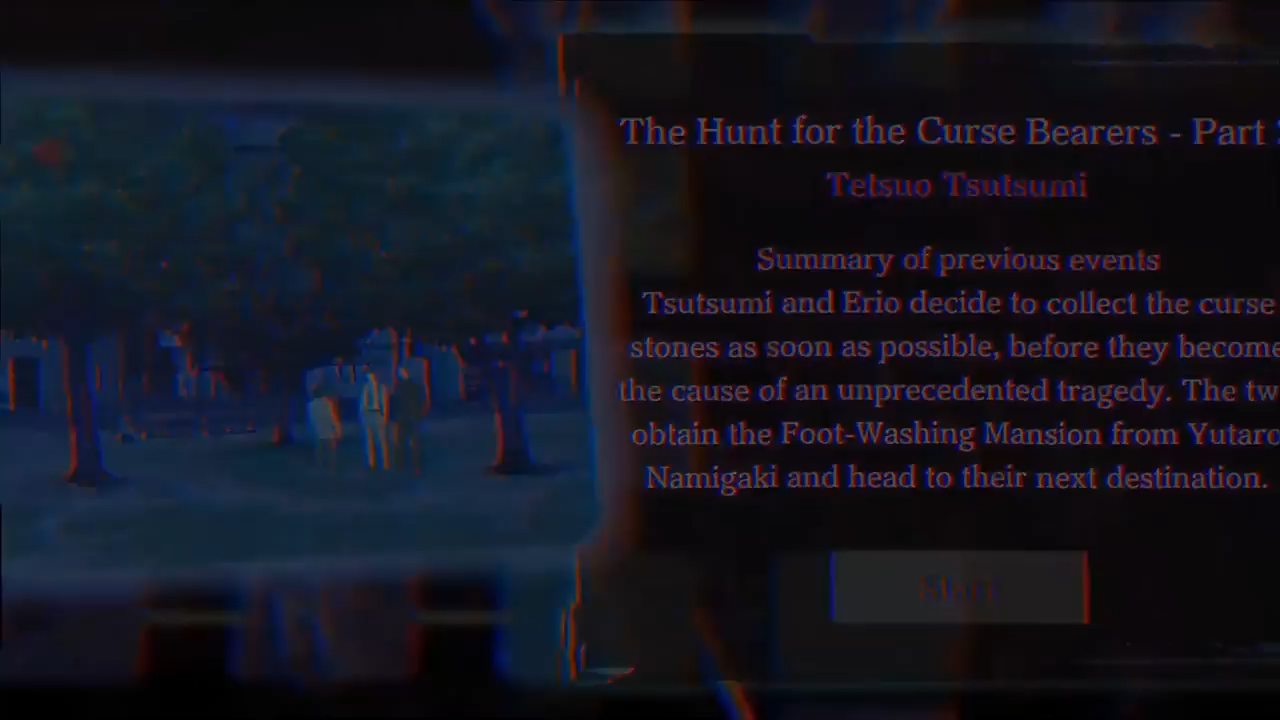 The Hunt for the Curse Bearers - Part
Tetsuo Tsutsumi
Summary of previous events
Tsutsumi and Erio decide to collect the curse
stones as soon as possible, before they become
the cause of an unprecedented tragedy. The tw
obtain the Foot-Washing Mansion from Yutaro
Namigaki and head to their next destination.
Start